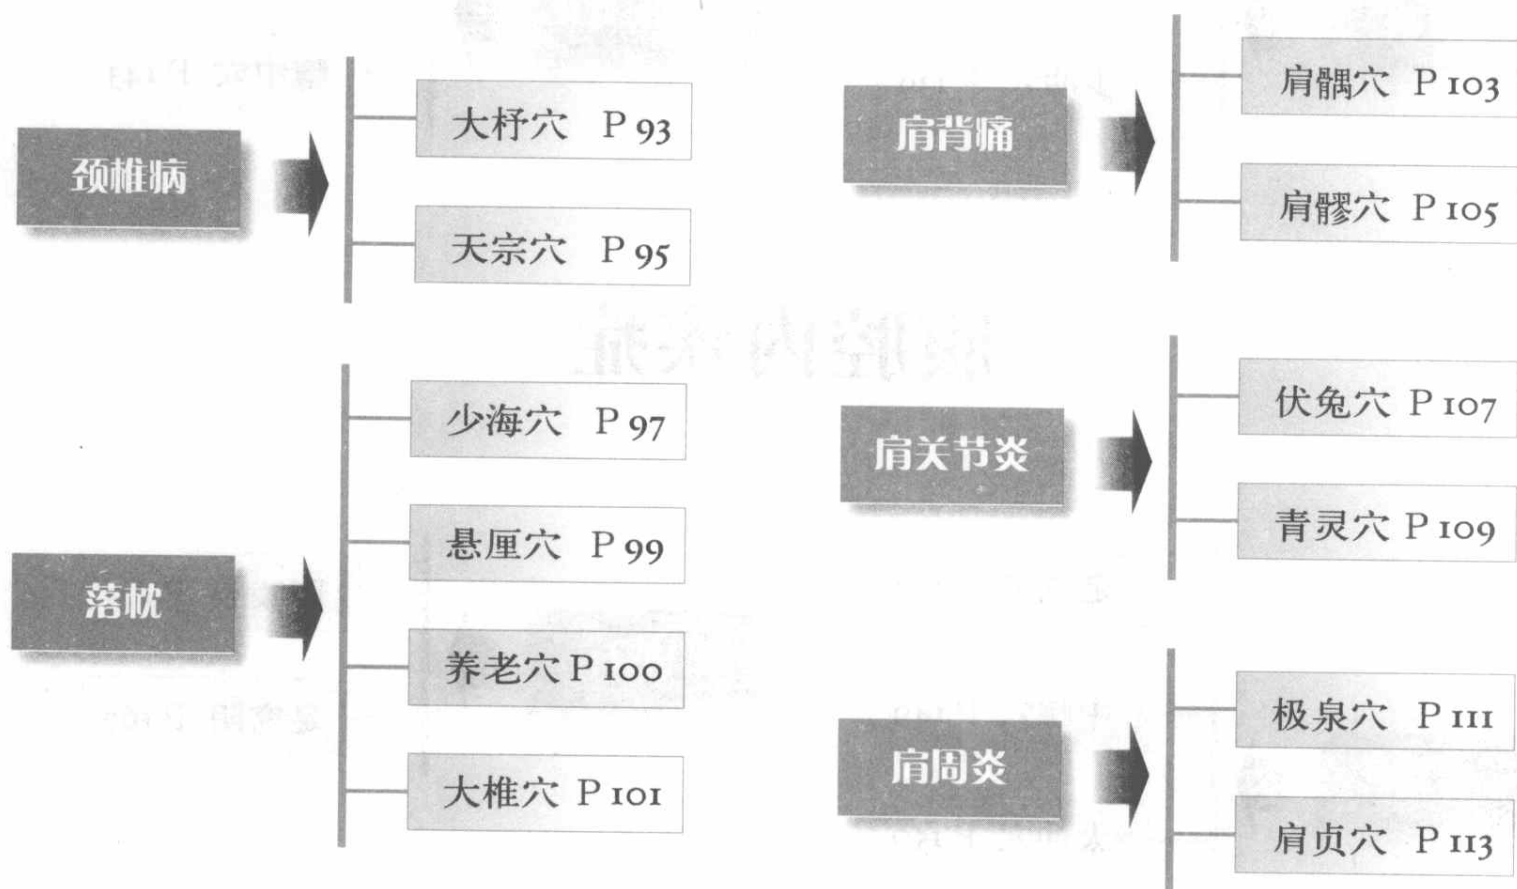 颈椎病
大杼穴 P 93
天宗穴 P 95
落枕
少海穴 P 97
悬厘穴 P 99
养老穴 P 100
大椎穴 P 101
肩背痛
肩髃穴 P 103
肩髎穴 P 105
肩关节炎
伏兔穴 P 107
青灵穴 P 109
肩周炎
极泉穴 P 111
肩贞穴 P 113